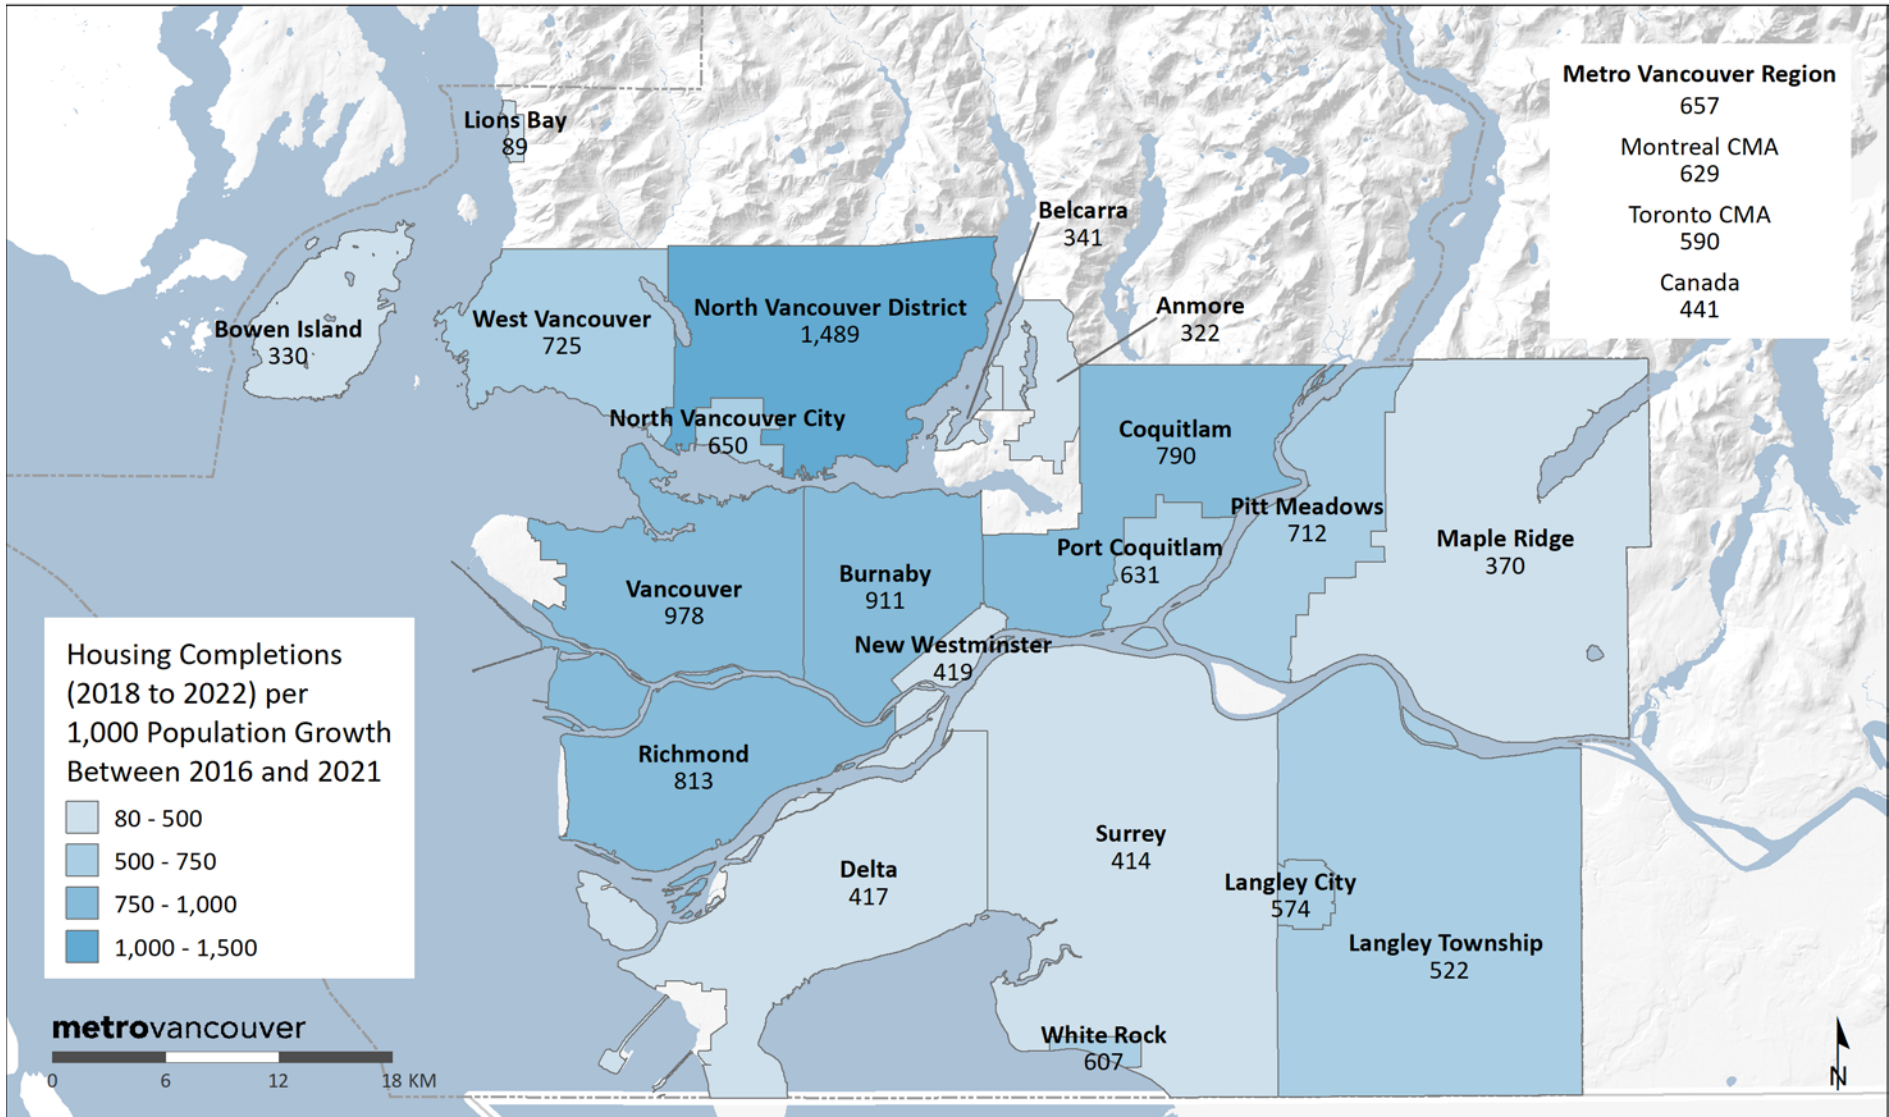 Metro Vancouver Region
657
Montreal CMA
629
Toronto CMA
590
Canada
441
Lions Bay
89
Belcarra
341
Anmore
322
Bowen Island
330
West Vancouver
725
North Vancouver District
1,489
North Vancouver City
650
Coquitlam
790
Pitt Meadows
712
Maple Ridge
370
Port Coquitlam
631
Vancouver
978
Burnaby
911
New Westminster
419
Richmond
813
Surrey
414
Delta
417
Langley City
574
Langley Township
522
White Rock
607
Housing Completions
(2018 to 2022) per
1,000 Population Growth
Between 2016 and 2021
80 - 500
500 - 750
750 - 1,000
1,000 - 1,500
metrovancouver
0 6 12 18 KM
N